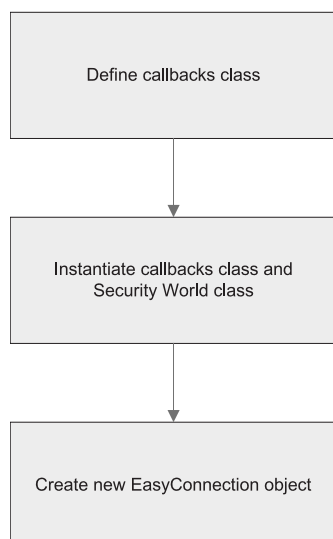 Define callbacks class
Instantiate callbacks class and
Security World class
Create new EasyConnection object